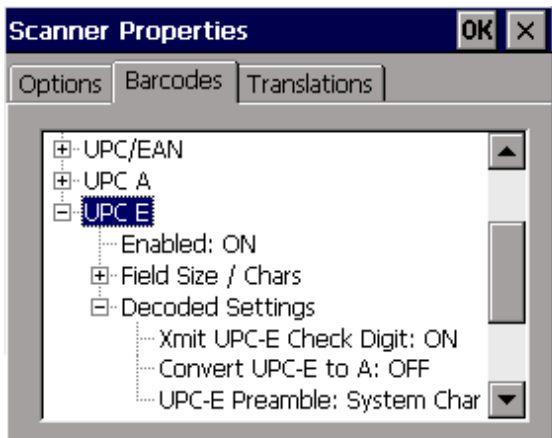 Scanner Properties OK ×
Options Barcodes Translations
UPC/EAN
UPC A
UPC E
Enabled: ON
Field Size / Chars
Decoded Settings
Xmit UPC-E Check Digit: ON
Convert UPC-E to A: OFF
UPC-E Preamble: System Char